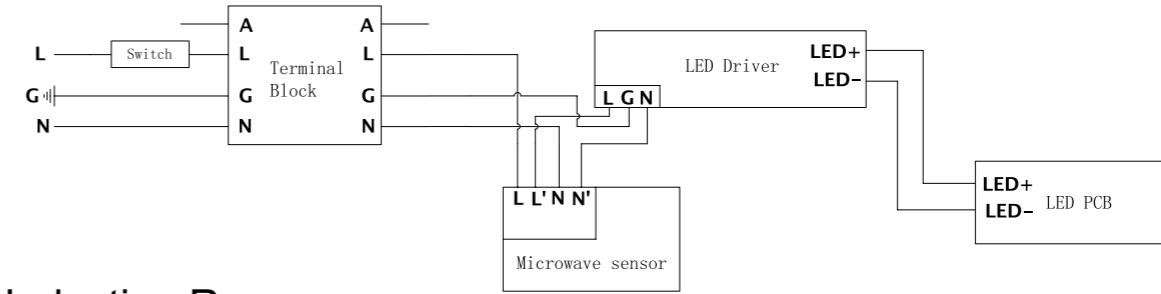 A A
L Switch L L
Terminal
Block
G G G
N N N
LED Driver
LED+
LED-
L G N
L L' N N'
Microwave sensor
LED+
LED-
LED PCB